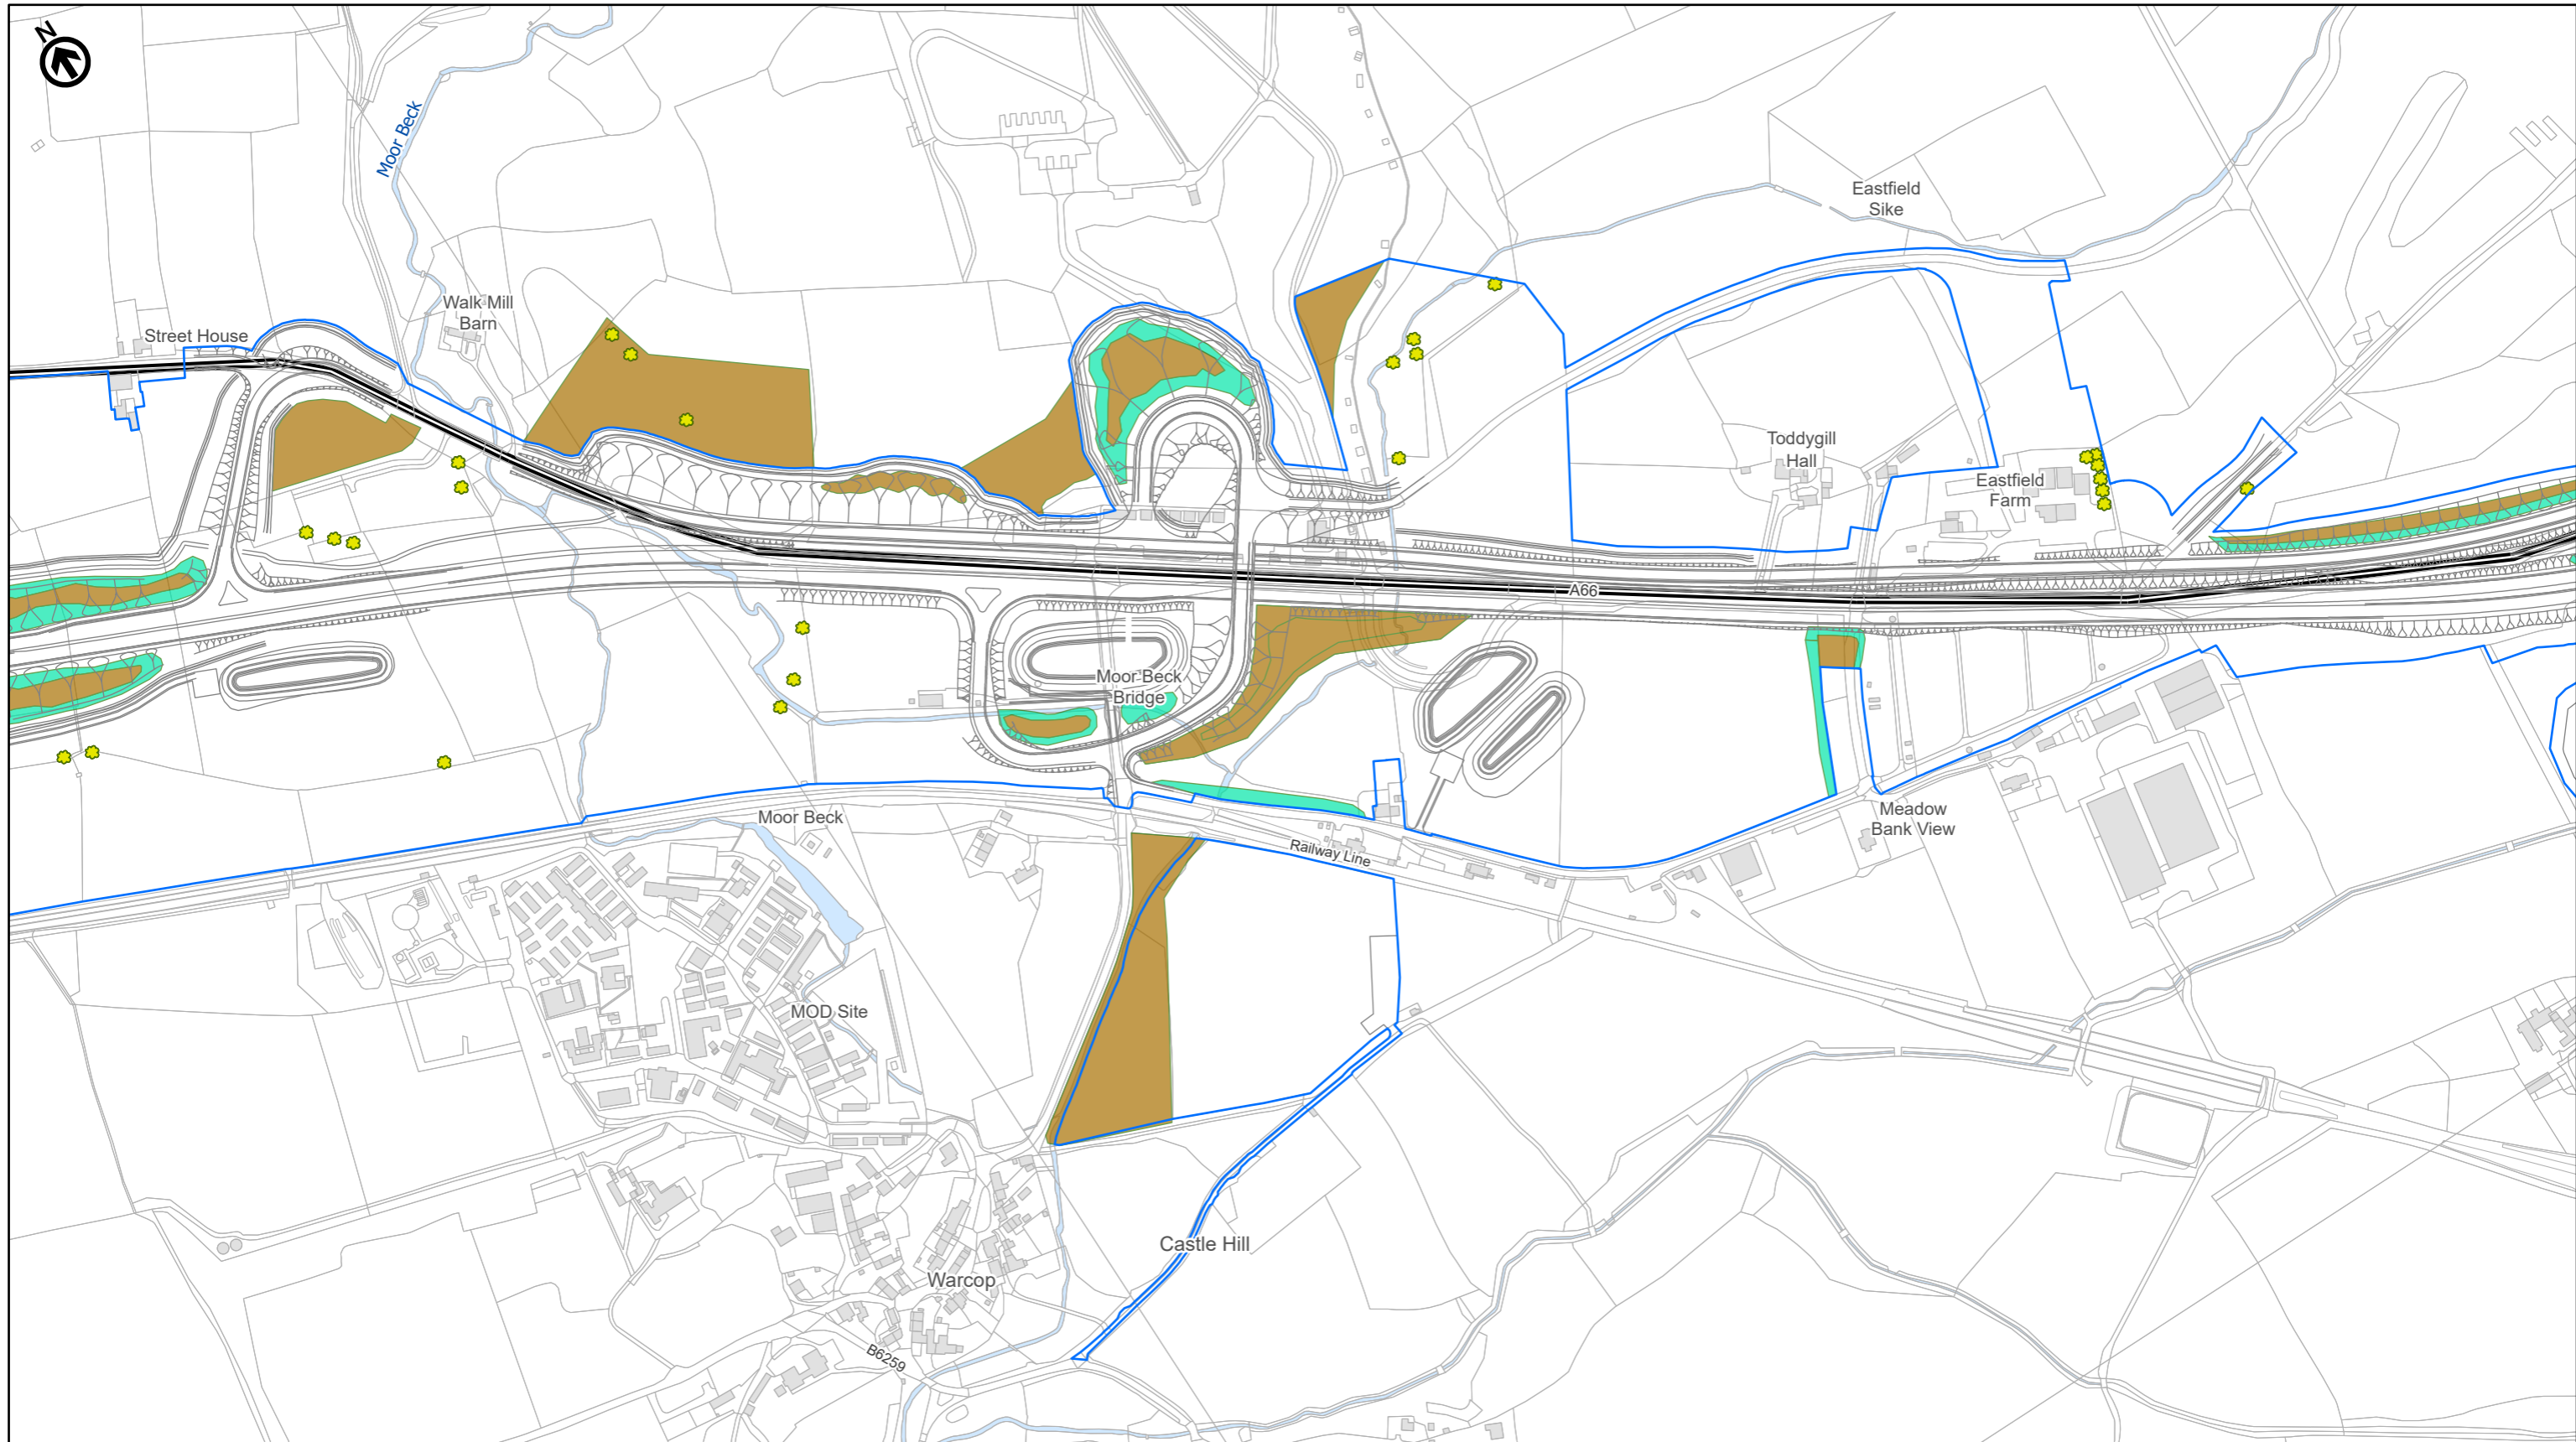 N
Moor Beck
Eastfield
Sike
Walk Mill
Barn
Street House
Toddygill
Hall
Eastfield
Farm
A66
Moor Beck
Bridge
Moor Beck
Meadow
Bank View
Railway Line
MOD Site
Castle Hill
Warcop
B6259